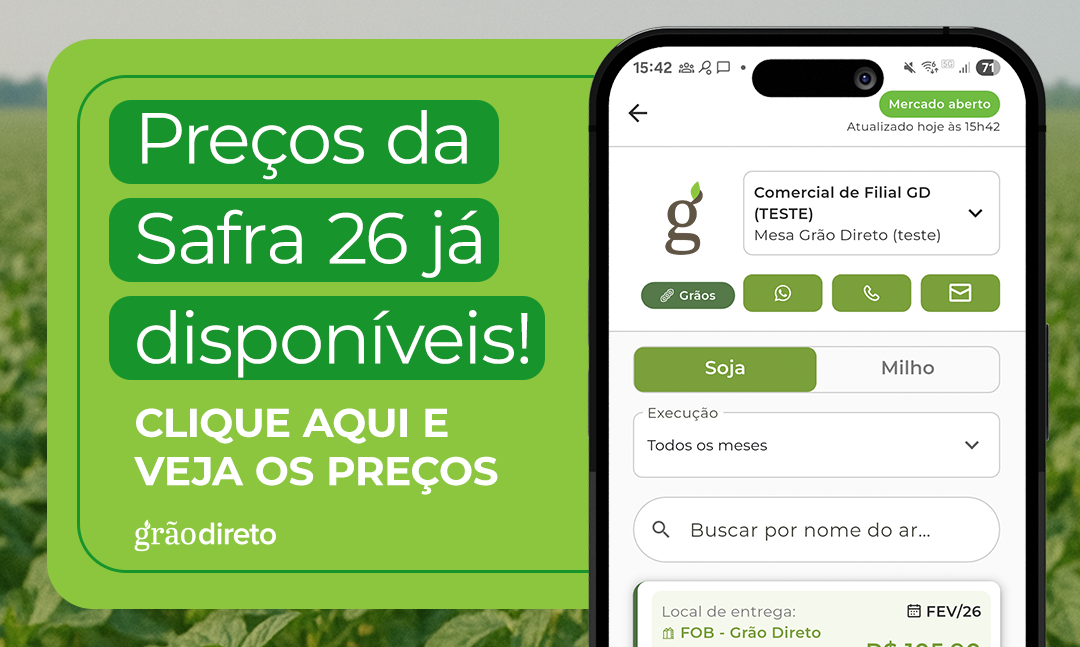 Preços da
Safra 26 já
disponíveis!
CLIQUE AQUI E
VEJA OS PREÇOS
grãodireto
15:42
5G
71
Mercado aberto
Atualizado hoje às 15h42
g
Comercial de Filial GD
(TESTE)
Mesa Grão Direto (teste)
Grãos
Soja Milho
Execução
Todos os meses
Buscar por nome do ar...
Local de entrega:
FEV/26
FOB - Grão Direto